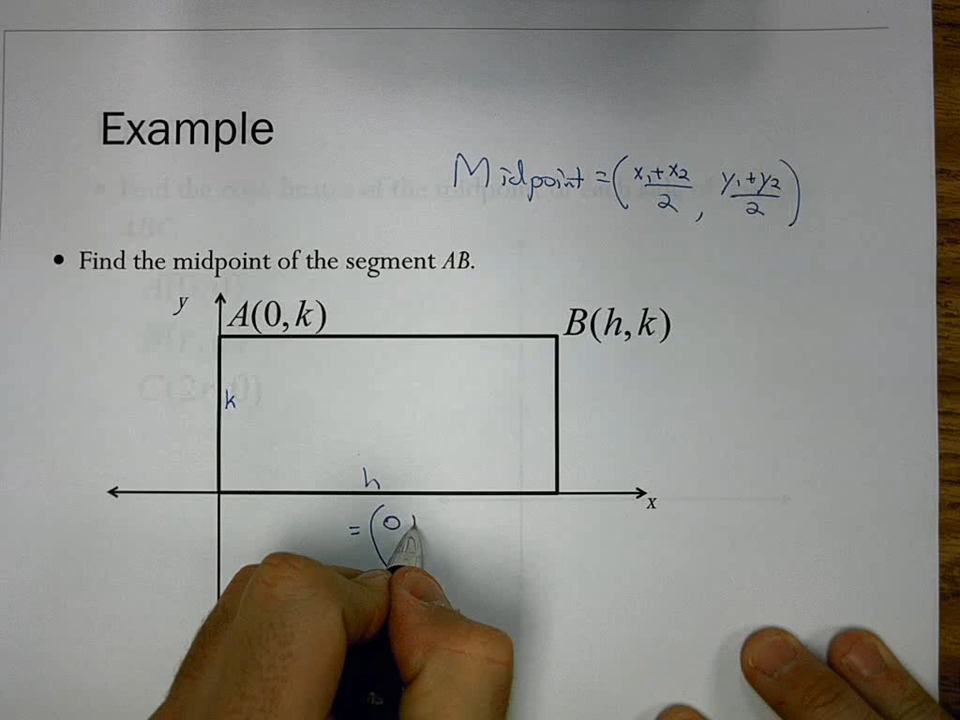 Example
Midpoint = (x₁+x₂/2, y₁+y₂/2)
• Find the midpoint of the segment AB.
y
A(0, k)
B(h, k)
k
h
x
= (0